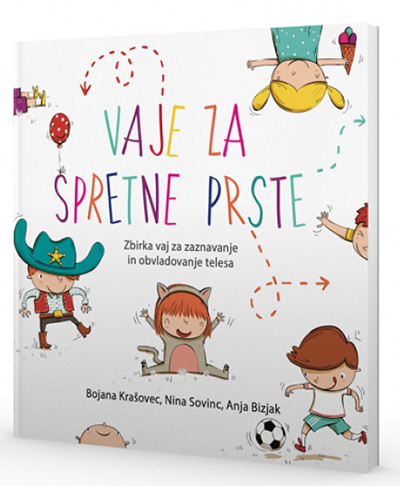 VAJE ZA
SPRETNE PRSTE
Zbirka vaj za zaznavanje
in obvladovanje telesa
Bojana Krašovec, Nina Sovinc, Anja Bizjak